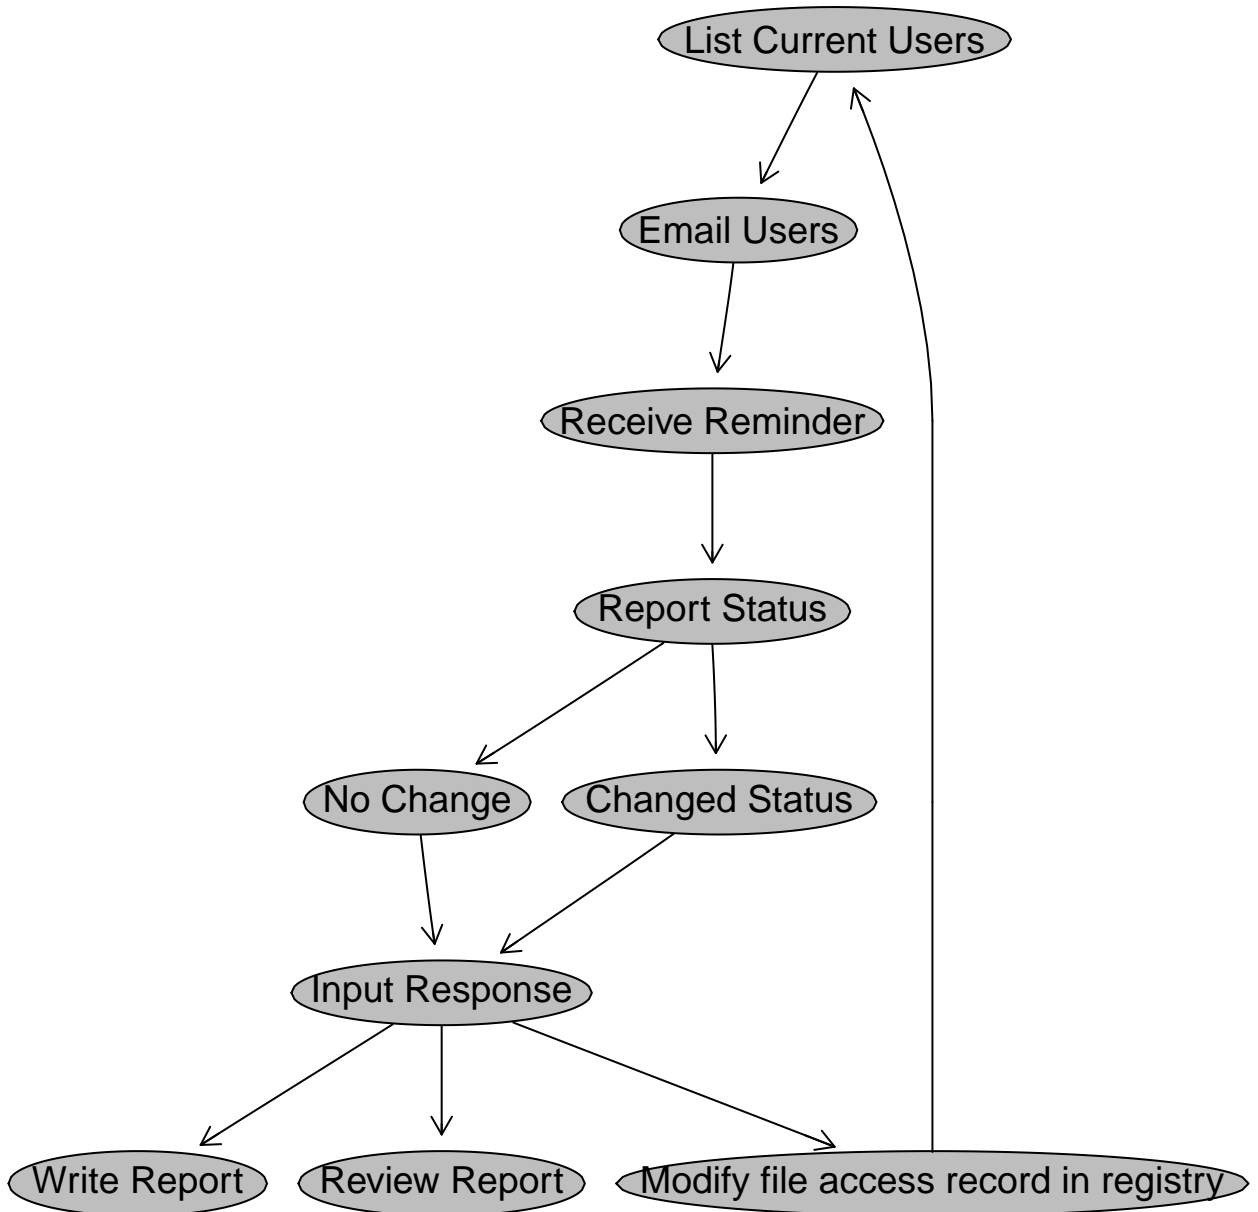 List Current Users
Email Users
Receive Reminder
Report Status
No Change
Changed Status
Input Response
Write Report
Review Report
Modify file access record in registry